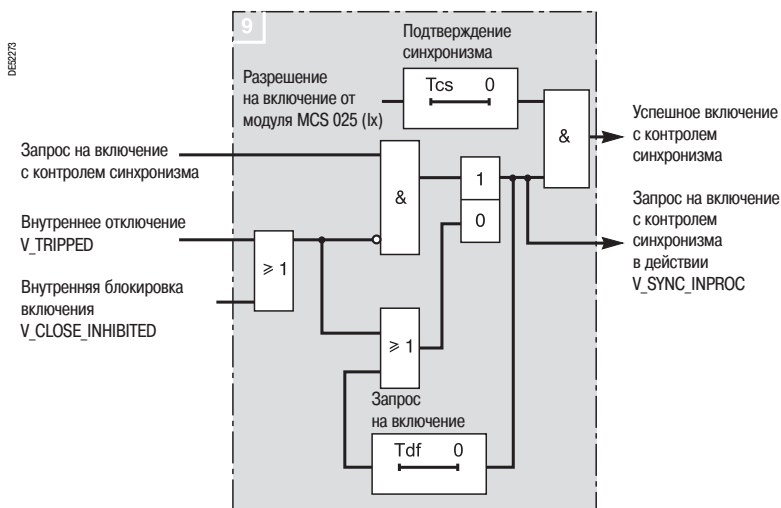 DE52273
9
Подтверждение
синхронизма
Разрешение
на включение от
модуля MCS 025 (Ix)
Tcs 0
Успешное включение
с контролем
синхронизма
&
Запрос на включение
с контролем синхронизма
&
1
0
Запрос на включение
с контролем
синхронизма
в действии
V_SYNC_INPROC
Внутреннее отключение
V_TRIPPED
⩾ 1
Внутренняя блокировка
включения
V_CLOSE_INHIBITED
⩾ 1
Запрос
на включение
Tdf 0